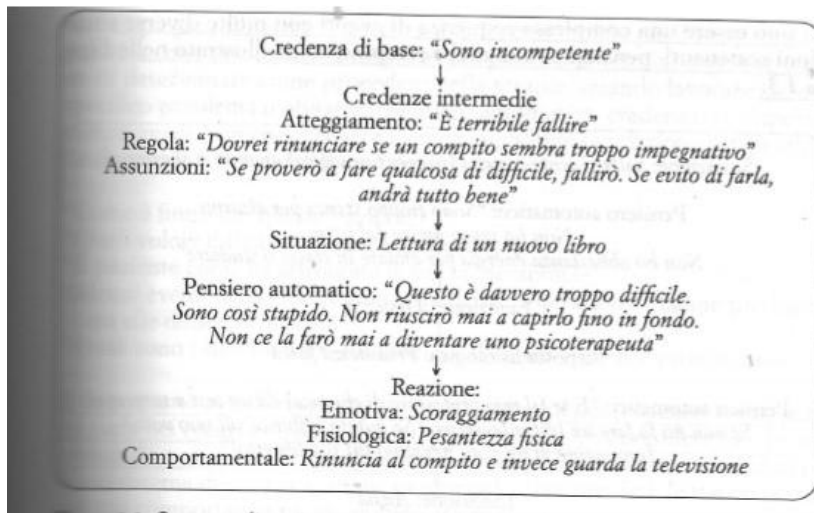 Credenza di base: “Sono incompetente”
↓
Credenze intermedie
Atteggiamento: “È terribile fallire”
Regola: “Dovrei rinunciare se un compito sembra troppo impegnativo”
Assunzioni: “Se proverò a fare qualcosa di difficile, fallirò. Se evito di farla,
andrà tutto bene”
↓
Situazione: Lettura di un nuovo libro
↓
Pensiero automatico: “Questo è davvero troppo difficile.
Sono così stupido. Non riuscirò mai a capirlo fino in fondo.
Non ce la farò mai a diventare uno psicoterapeuta”
↓
Reazione:
Emotiva: Scoraggiamento
Fisiologica: Pesantezza fisica
Comportamentale: Rinuncia al compito e invece guarda la televisione